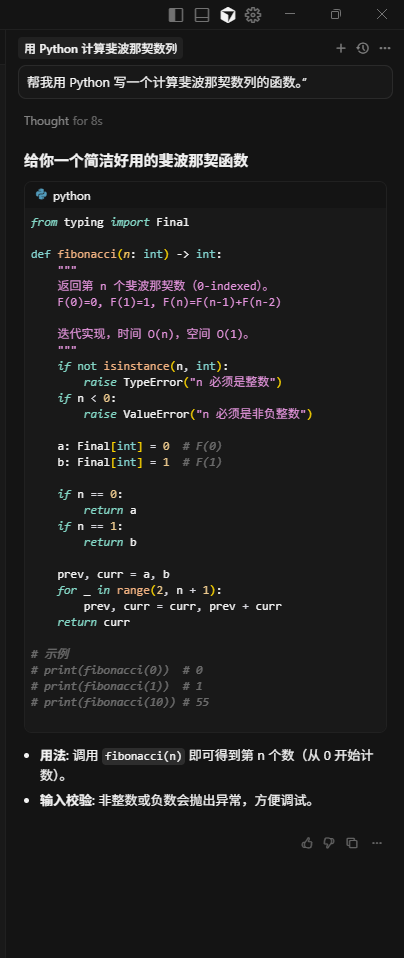 用 Python 计算斐波那契数列
帮我用 Python 写一个计算斐波那契数列的函数。”
Thought for 8s
给你一个简洁好用的斐波那契函数
python
from typing import Final
def fibonacci(n: int) -> int:
"""
返回第 n 个斐波那契数（0-indexed）。
F(0)=0, F(1)=1, F(n)=F(n-1)+F(n-2)
迭代实现，时间 O(n)，空间 O(1)。
"""
if not isinstance(n, int):
raise TypeError("n 必须是整数")
if n < 0:
raise ValueError("n 必须是非负整数")
a: Final[int] = 0  # F(0)
b: Final[int] = 1  # F(1)
if n == 0:
return a
if n == 1:
return b
prev, curr = a, b
for _ in range(2, n + 1):
prev, curr = curr, prev + curr
return curr
# 示例
# print(fibonacci(0))  # 0
# print(fibonacci(1))  # 1
# print(fibonacci(10)) # 55
用法: 调用 fibonacci(n) 即可得到第 n 个数（从 0 开始计
数）。
输入校验: 非整数或负数会抛出异常，方便调试。